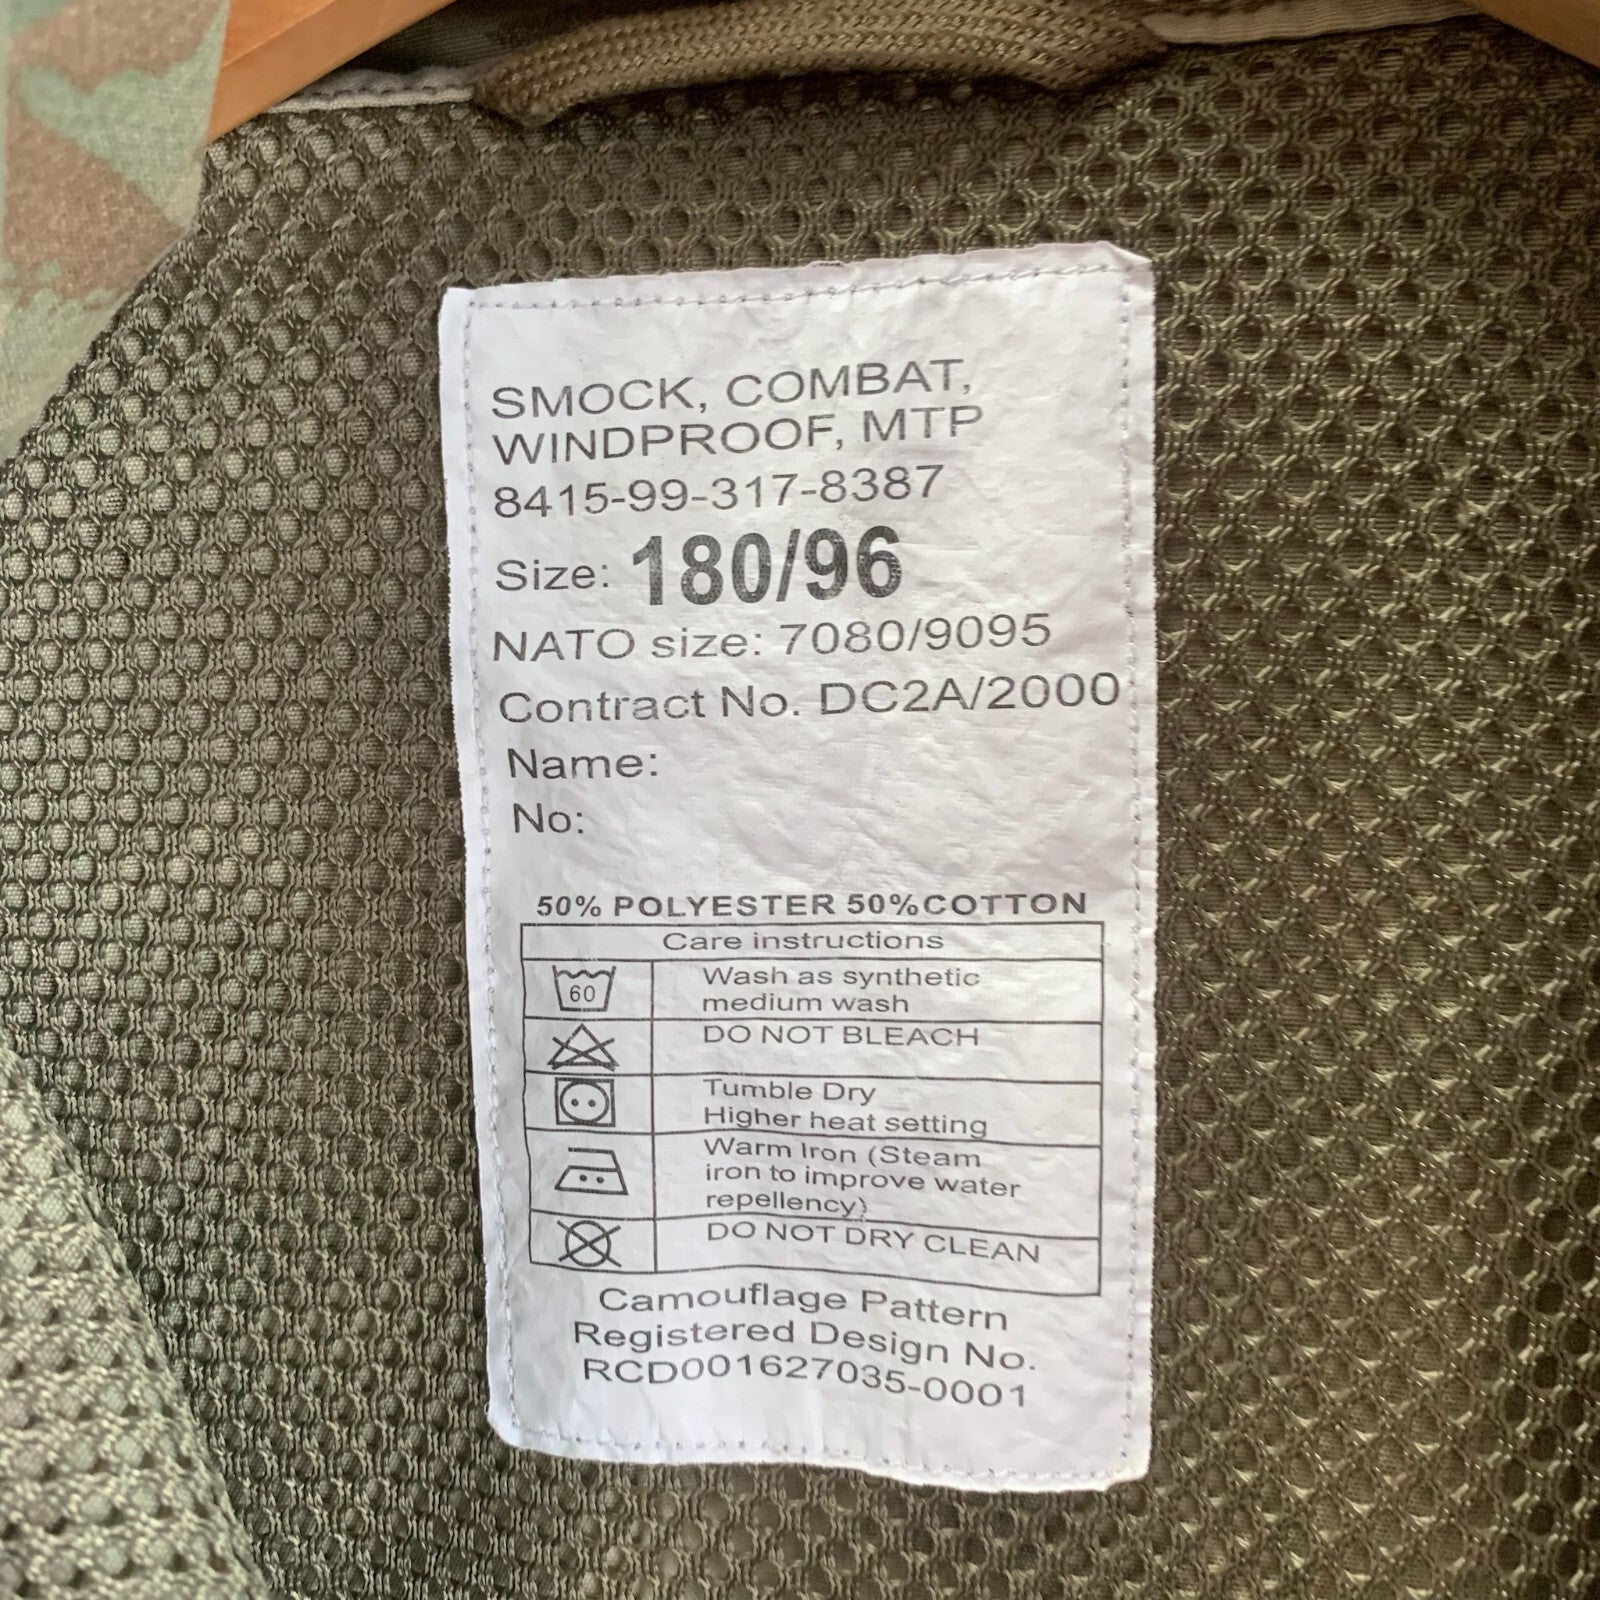 SMOCK, COMBAT,
WINDPROOF, MTP
8415-99-317-8387
Size: 180/96
NATO size: 7080/9095
Contract No. DC2A/2000
Name:
No:
50% POLYESTER 50%COTTON
Care instructions
60
Wash as synthetic
medium wash
DO NOT BLEACH
Tumble Dry
Higher heat setting
Warm Iron (Steam
iron to improve water
repellency)
DO NOT DRY CLEAN
Camouflage Pattern
Registered Design No.
RCD001627035-0001